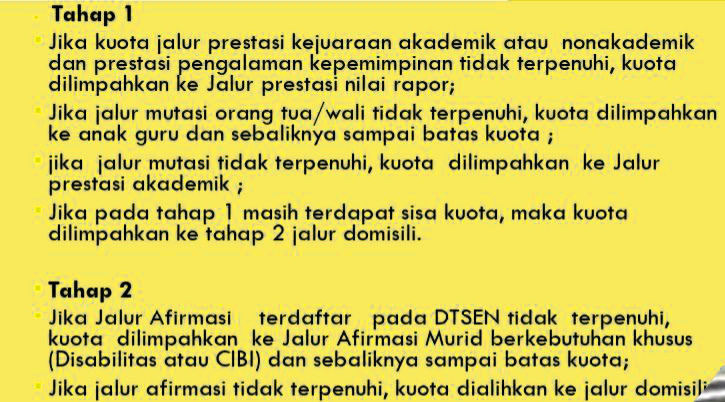 Tahap 1
Jika kuota jalur prestasi kejuaraan akademik atau nonakademik
dan prestasi pengalaman kepemimpinan tidak terpenuhi, kuota
dilimpahkan ke Jalur prestasi nilai rapor;
Jika jalur mutasi orang tua/wali tidak terpenuhi, kuota dilimpahkan
ke anak guru dan sebaliknya sampai batas kuota ;
jika jalur mutasi tidak terpenuhi, kuota dilimpahkan ke Jalur
prestasi akademik ;
Jika pada tahap 1 masih terdapat sisa kuota, maka kuota
dilimpahkan ke tahap 2 jalur domisili.
Tahap 2
Jika Jalur Afirmasi terdaftar pada DTSEN tidak terpenuhi,
kuota dilimpahkan ke Jalur Afirmasi Murid berkebutuhan khusus
(Disabilitas atau CIBI) dan sebaliknya sampai batas kuota;
Jika jalur afirmasi tidak terpenuhi, kuota dialihkan ke jalur domisili